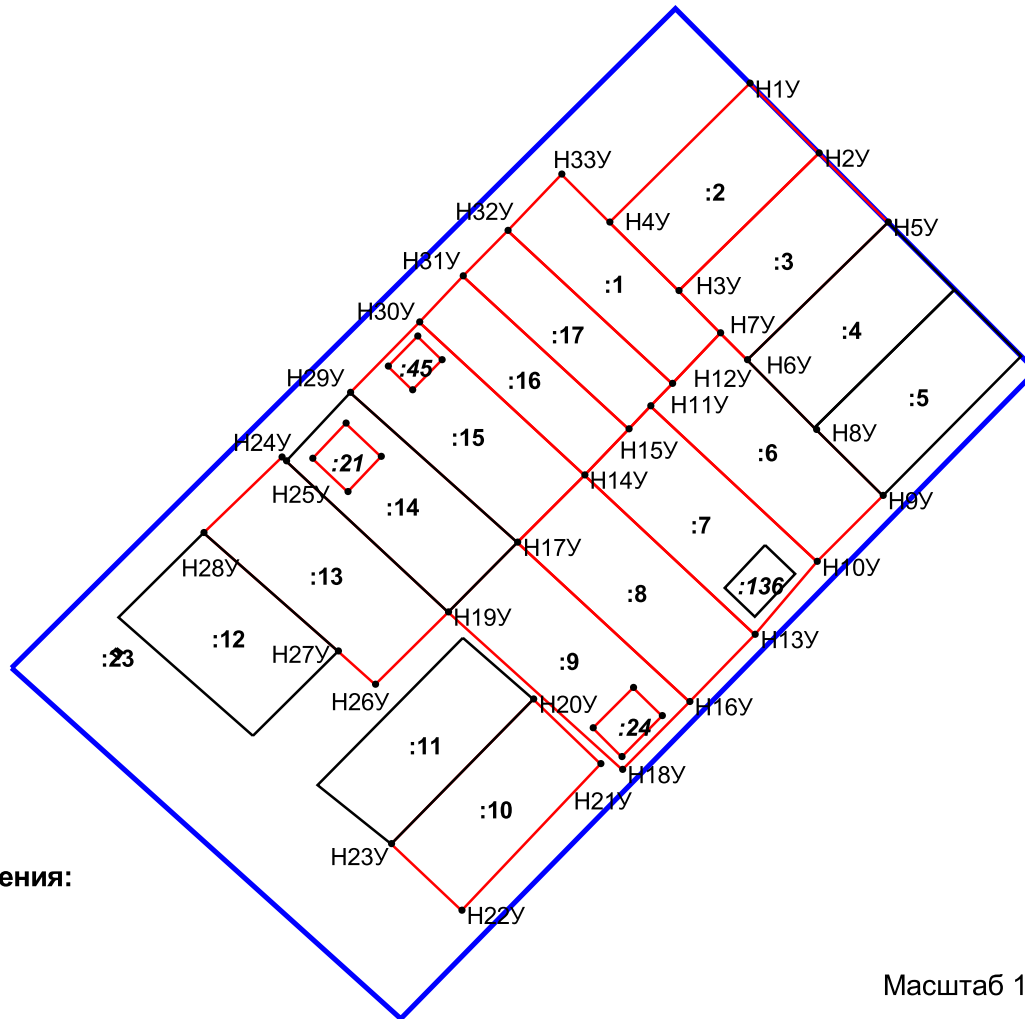 Н1У
Н2У
Н33У
:2
Н32У
Н4У
Н5У
Н31У
:3
:1
Н3У
Н30У
:17
Н7У
:4
:45
Н6У
Н29У
:16
Н12У
:5
Н11У
Н8У
:15
Н15У
Н24У
:6
:21
Н14У
Н25У
Н9У
:14
:7
Н28У
Н17У
Н10У
:13
:136
:8
Н19У
:12
Н13У
Н27У
:23
:9
Н26У
Н20У
Н16У
:24
:11
Н18У
Н21У
:10
Н23У
ения:
Н22У
Масштаб 1